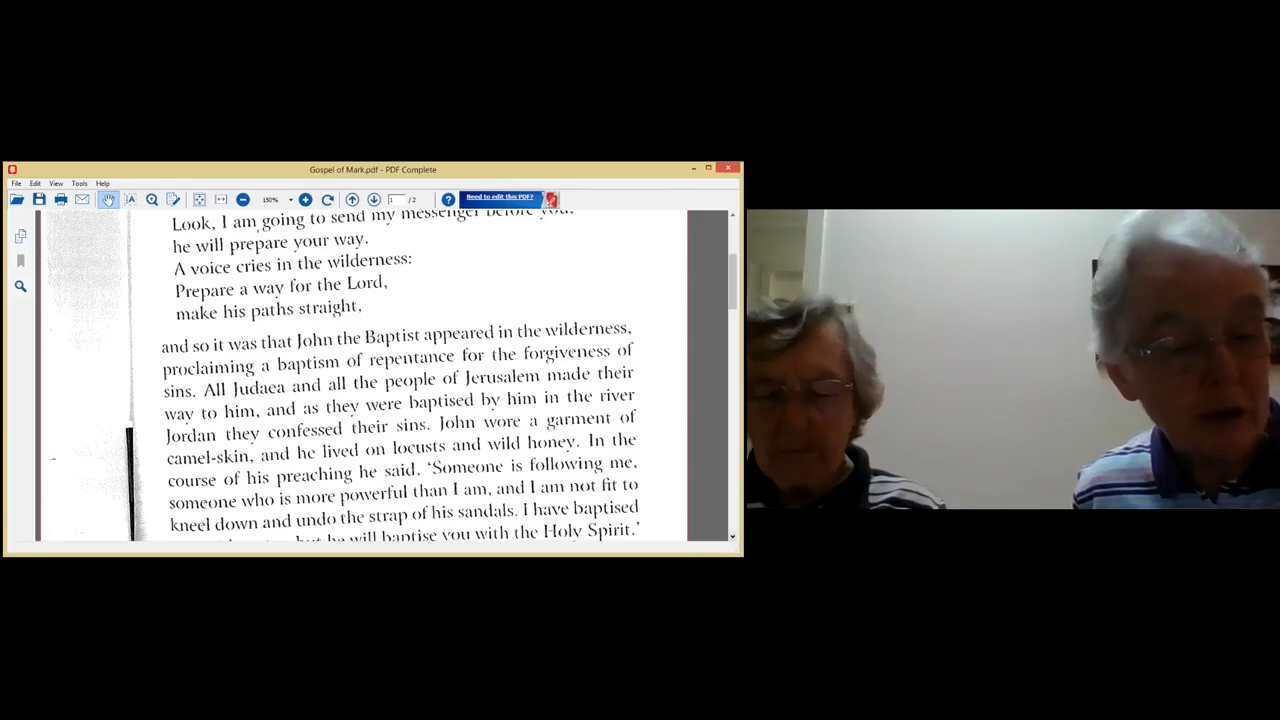 Gospel of Mark.pdf - PDF Complete
File Edit View Tools Help
150% 1 / 2 Need to edit this PDF?
Look, I am going to send my messenger before you,
he will prepare your way.
A voice cries in the wilderness:
Prepare a way for the Lord,
make his paths straight,
and so it was that John the Baptist appeared in the wilderness,
proclaiming a baptism of repentance for the forgiveness of
sins. All Judaea and all the people of Jerusalem made their
way to him, and as they were baptised by him in the river
Jordan they confessed their sins. John wore a garment of
camel-skin, and he lived on locusts and wild honey. In the
course of his preaching he said, ‘Someone is following me,
someone who is more powerful than I am, and I am not fit to
kneel down and undo the strap of his sandals. I have baptised
but he will baptise you with the Holy Spirit.’